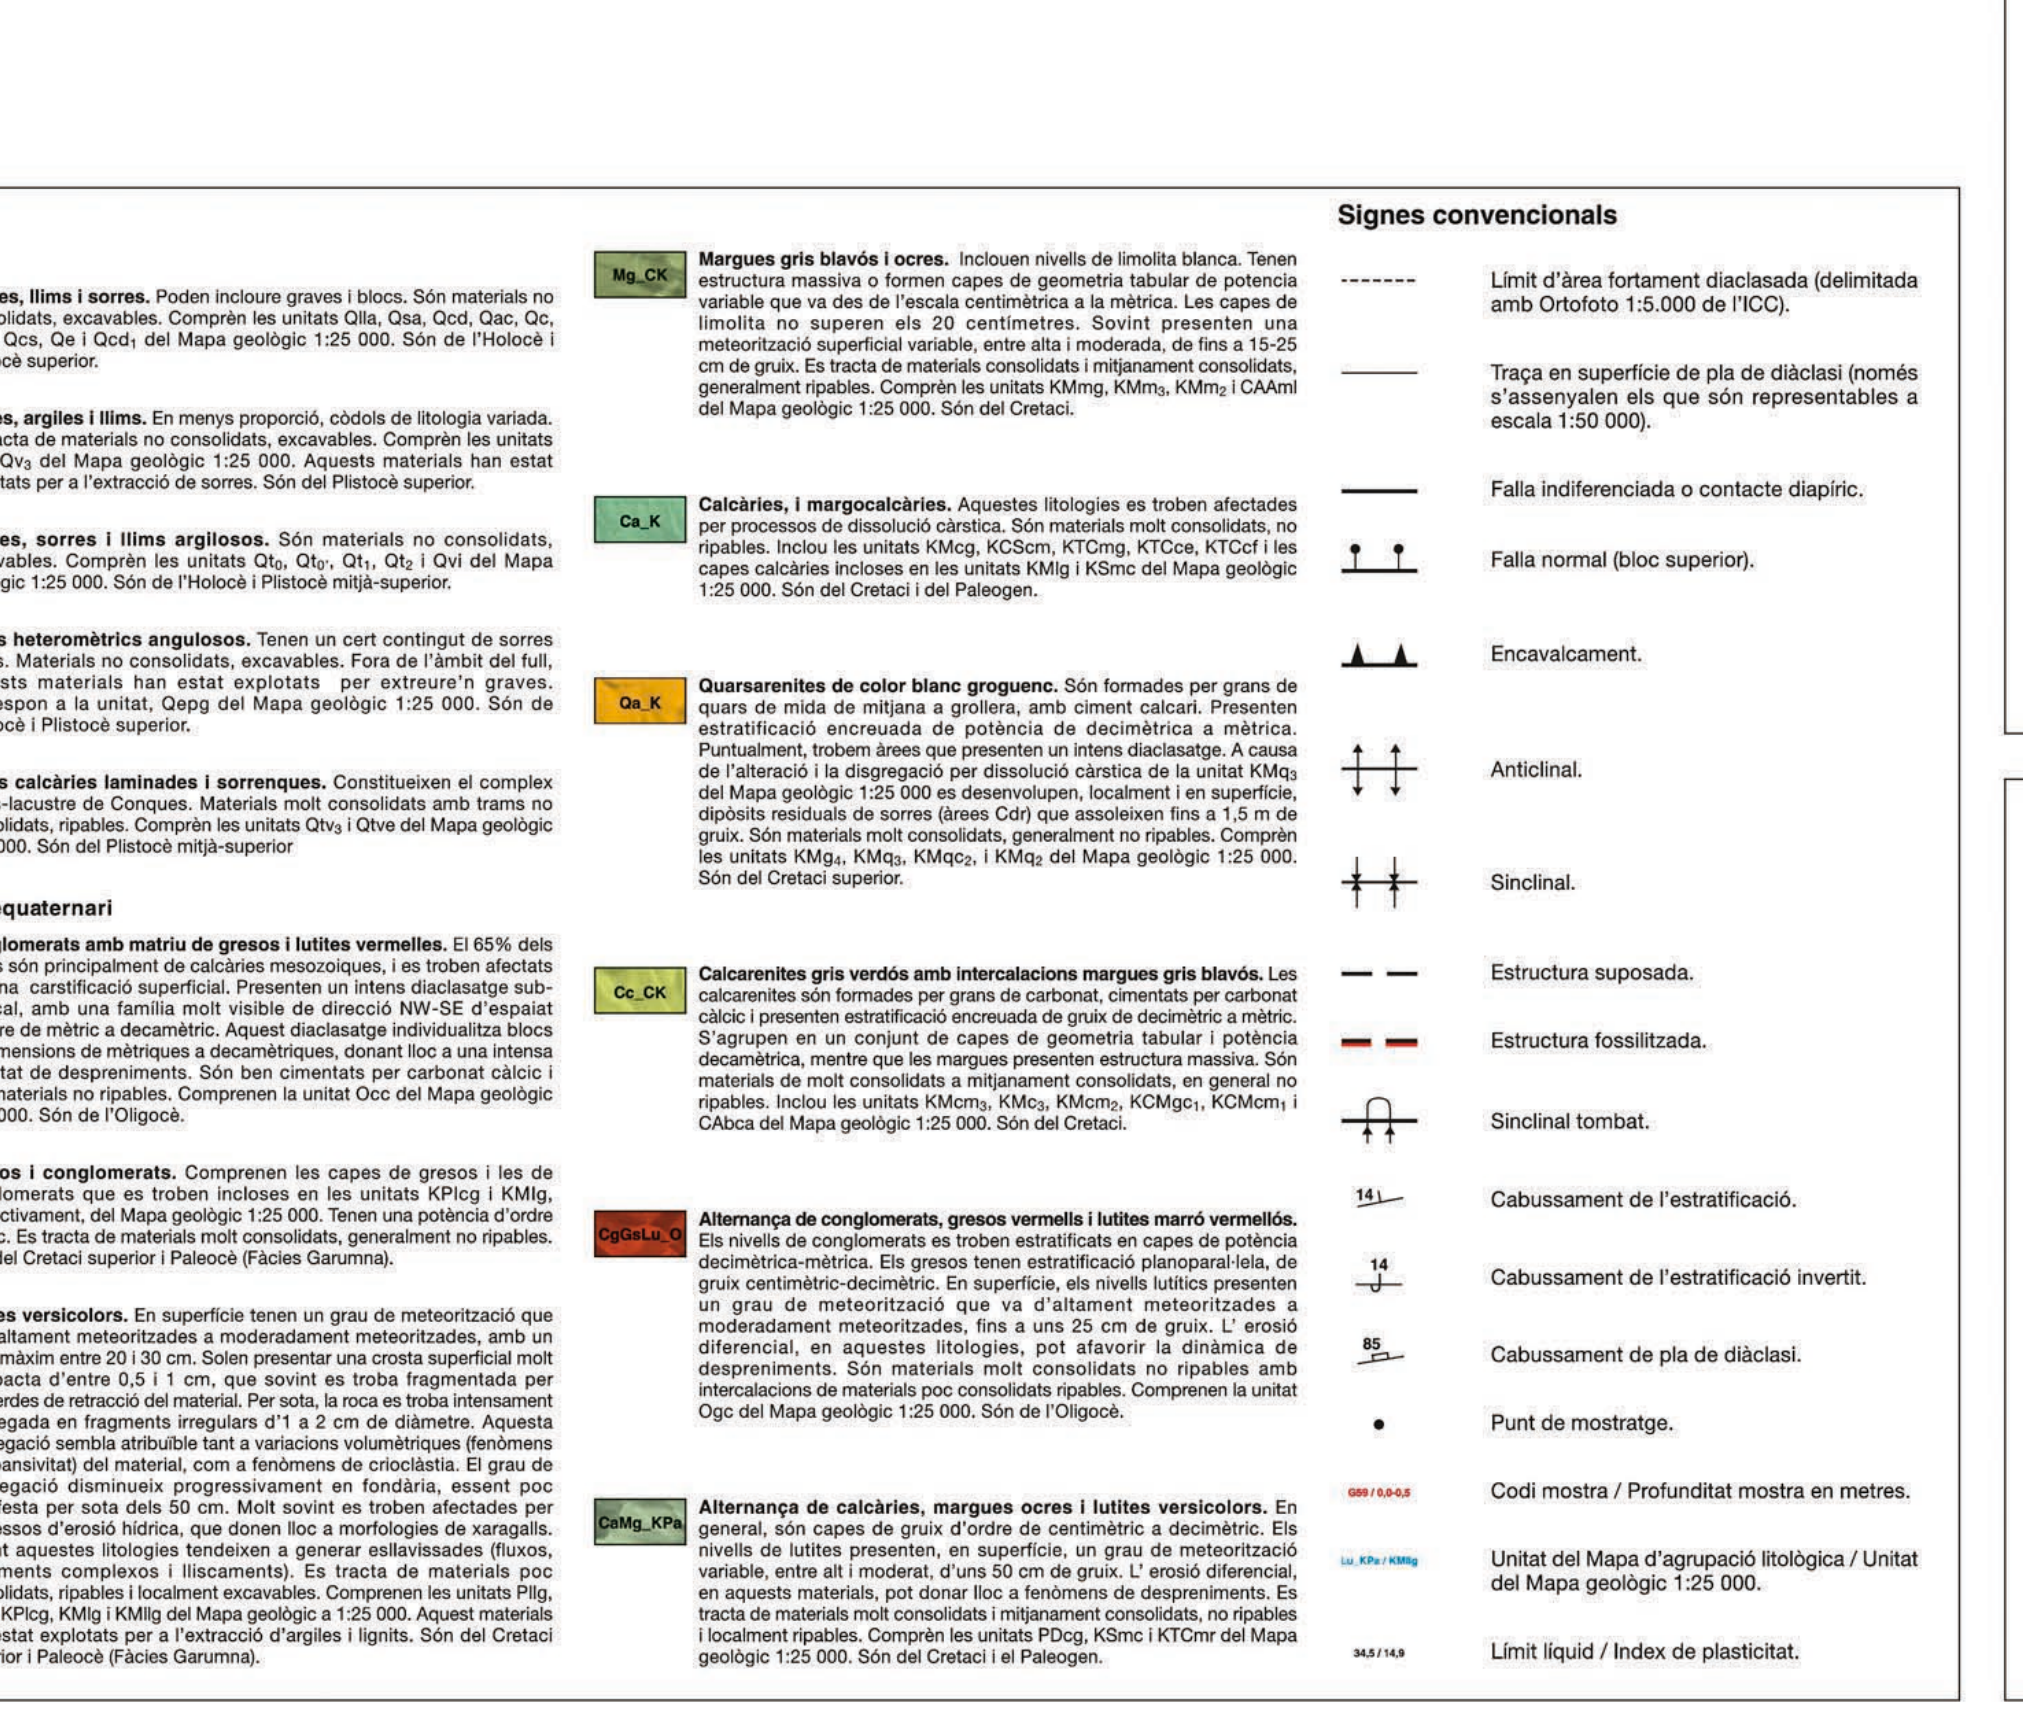 es, llims i sorres. Poden incloure graves i blocs. Són materials no
olidats, excavables. Comprèn les unitats Qlla, Qsa, Qcd, Qac, Qc,
Qcs, Qe i Qcd₁ del Mapa geològic 1:25 000. Són de l'Holocè i
ocè superior.
es, argiles i llims. En menys proporció, còdols de litologia variada.
acta de materials no consolidats, excavables. Comprèn les unitats
Qv₃ del Mapa geològic 1:25 000. Aquests materials han estat
tats per a l'extracció de sorres. Són del Plistocè superior.
es, sorres i llims argilosos. Són materials no consolidats,
vables. Comprèn les unitats Qt₀, Qt₀', Qt₁, Qt₂ i Qvi del Mapa
gic 1:25 000. Són de l'Holocè i Plistocè mitjà-superior.
s heteromètrics angulosos. Tenen un cert contingut de sorres
s. Materials no consolidats, excavables. Fora de l'àmbit del full,
sts materials han estat explotats per extreure'n graves.
espon a la unitat, Qepg del Mapa geològic 1:25 000. Són de
ocè i Plistocè superior.
s calcàries laminades i sorrenques. Constitueixen el complex
-lacustre de Conques. Materials molt consolidats amb trams no
olidats, ripables. Comprèn les unitats Qtv₃ i Qtve del Mapa geològic
000. Són del Plistocè mitjà-superior
equaternari
glomerats amb matriu de gresos i lutites vermelles. El 65% dels
s són principalment de calcàries mesozoiques, i es troben afectats
na carstificació superficial. Presenten un intens diaclasatge sub-
cal, amb una família molt visible de direcció NW-SE d'espaiat
re de mètric a decamètric. Aquest diaclasatge individualitza blocs
mensions de mètriques a decamètriques, donant lloc a una intensa
tat de despreniments. Són ben cimentats per carbonat càlcic i
naterials no ripables. Comprenen la unitat Occ del Mapa geològic
000. Són de l'Oligocè.
os i conglomerats. Comprenen les capes de gresos i les de
lomerats que es troben incloses en les unitats KPlcg i KMlg,
ctivament, del Mapa geològic 1:25 000. Tenen una potència d'ordre
c. Es tracta de materials molt consolidats, generalment no ripables.
del Cretaci superior i Paleocè (Fàcies Garumna).
es versicolors. En superfície tenen un grau de meteorització que
altament meteoritzades a moderadament meteoritzades, amb un
màxim entre 20 i 30 cm. Solen presentar una crosta superficial molt
pacta d'entre 0,5 i 1 cm, que sovint es troba fragmentada per
erdes de retracció del material. Per sota, la roca es troba intensament
egada en fragments irregulars d'1 a 2 cm de diàmetre. Aquesta
egació sembla atribuïble tant a variacions volumètriques (fenòmens
pansivitat) del material, com a fenòmens de crioclàstia. El grau de
egació disminueix progressivament en fondària, essent poc
festa per sota dels 50 cm. Molt sovint es troben afectades per
essos d'erosió hídrica, que donen lloc a morfologies de xaragalls.
nt aquestes litologies tendeixen a generar esllavissades (fluxos,
ments complexos i lliscaments). Es tracta de materials poc
olidats, ripables i localment excavables. Comprenen les unitats Pllg,
KPlcg, KMlg i KMllg del Mapa geològic a 1:25 000. Aquest materials
estat explotats per a l'extracció d'argiles i lignits. Són del Cretaci
rior i Paleocè (Fàcies Garumna).
Mg_CK
Margues gris blavós i ocres. Inclouen nivells de limolita blanca. Tenen
estructura massiva o formen capes de geometria tabular de potencia
variable que va des de l'escala centimètrica a la mètrica. Les capes de
limolita no superen els 20 centímetres. Sovint presenten una
meteorització superficial variable, entre alta i moderada, de fins a 15-25
cm de gruix. Es tracta de materials consolidats i mitjanament consolidats,
generalment ripables. Comprèn les unitats KMmg, KMm₃, KMm₂ i CAAml
del Mapa geològic 1:25 000. Són del Cretaci.
Ca_K
Calcàries, i margocalcàries. Aquestes litologies es troben afectades
per processos de dissolució càrstica. Són materials molt consolidats, no
ripables. Inclou les unitats KMcg, KCScm, KTCmg, KTCce, KTCcf i les
capes calcàries incloses en les unitats KMlg i KSmc del Mapa geològic
1:25 000. Són del Cretaci i del Paleogen.
Qa_K
Quarsarenites de color blanc groguenc. Són formades per grans de
quars de mida de mitjana a grollera, amb ciment calcari. Presenten
estratificació encreuada de potència de decimètrica a mètrica.
Puntualment, trobem àrees que presenten un intens diaclasatge. A causa
de l'alteració i la disgregació per dissolució càrstica de la unitat KMq₃
del Mapa geològic 1:25 000 es desenvolupen, localment i en superfície,
dipòsits residuals de sorres (àrees Cdr) que assoleixen fins a 1,5 m de
gruix. Són materials molt consolidats, generalment no ripables. Comprèn
les unitats KMg₄, KMq₃, KMqc₂, i KMq₂ del Mapa geològic 1:25 000.
Són del Cretaci superior.
Cc_CK
Calcarenites gris verdós amb intercalacions margues gris blavós. Les
calcarenites són formades per grans de carbonat, cimentats per carbonat
càlcic i presenten estratificació encreuada de gruix de decimètric a mètric.
S'agrupen en un conjunt de capes de geometria tabular i potència
decamètrica, mentre que les margues presenten estructura massiva. Són
materials de molt consolidats a mitjanament consolidats, en general no
ripables. Inclou les unitats KMcm₃, KMc₃, KMcm₂, KCMgc₁, KCMcm₁ i
CAbca del Mapa geològic 1:25 000. Són del Cretaci.
CgGsLu_O
Alternança de conglomerats, gresos vermells i lutites marró vermellós.
Els nivells de conglomerats es troben estratificats en capes de potència
decimètrica-mètrica. Els gresos tenen estratificació planoparal·lela, de
gruix centimètric-decimètric. En superfície, els nivells lutítics presenten
un grau de meteorització que va d'altament meteoritzades a
moderadament meteoritzades, fins a uns 25 cm de gruix. L' erosió
diferencial, en aquestes litologies, pot afavorir la dinàmica de
despreniments. Són materials molt consolidats no ripables amb
intercalacions de materials poc consolidats ripables. Comprenen la unitat
Ogc del Mapa geològic 1:25 000. Són de l'Oligocè.
CaMg_KPa
Alternança de calcàries, margues ocres i lutites versicolors. En
general, són capes de gruix d'ordre de centimètric a decimètric. Els
nivells de lutites presenten, en superfície, un grau de meteorització
variable, entre alt i moderat, d'uns 50 cm de gruix. L' erosió diferencial,
en aquests materials, pot donar lloc a fenòmens de despreniments. Es
tracta de materials molt consolidats i mitjanament consolidats, no ripables
i localment ripables. Comprèn les unitats PDcg, KSmc i KTCmr del Mapa
geològic 1:25 000. Són del Cretaci i el Paleogen.
Signes convencionals
Límit d'àrea fortament diaclasada (delimitada
amb Ortofoto 1:5.000 de l'ICC).
Traça en superfície de pla de diàclasi (només
s'assenyalen els que són representables a
escala 1:50 000).
Falla indiferenciada o contacte diapíric.
Falla normal (bloc superior).
Encavalcament.
Anticlinal.
Sinclinal.
Estructura suposada.
Estructura fossilitzada.
Sinclinal tombat.
14
Cabussament de l'estratificació.
14
Cabussament de l'estratificació invertit.
85
Cabussament de pla de diàclasi.
Punt de mostratge.
G59 / 0,0-0,5
Codi mostra / Profunditat mostra en metres.
Lu_KPa / KMllg
Unitat del Mapa d'agrupació litològica / Unitat
del Mapa geològic 1:25 000.
34,5 / 14,9
Límit líquid / Index de plasticitat.